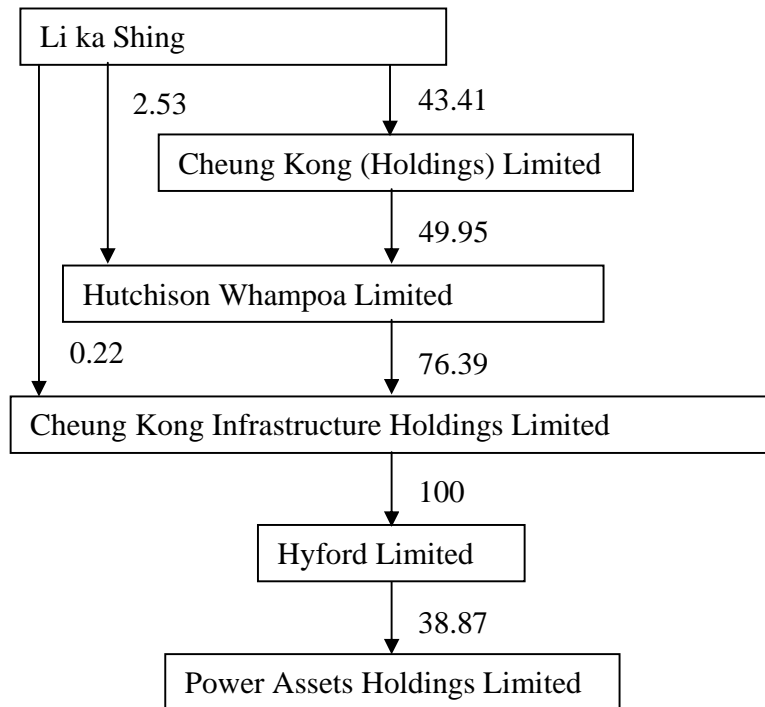 Li ka Shing
2.53
43.41
Cheung Kong (Holdings) Limited
49.95
Hutchison Whampoa Limited
0.22
76.39
Cheung Kong Infrastructure Holdings Limited
100
Hyford Limited
38.87
Power Assets Holdings Limited